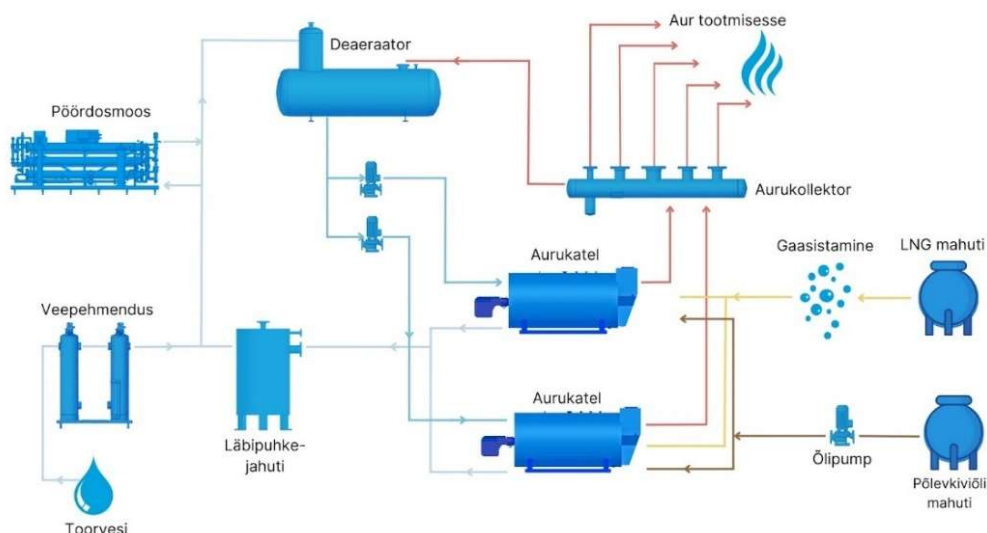 Aur tootmisesse
Deaeraator
Pöördosmoos
Aurukollektor
Aurukatel
Gaasistamine
LNG mahuti
Veepehmendus
Aurukatel
Läbipuhke-
jahuti
Õlipump
Põlevkiviõli
mahuti
Toorvesi